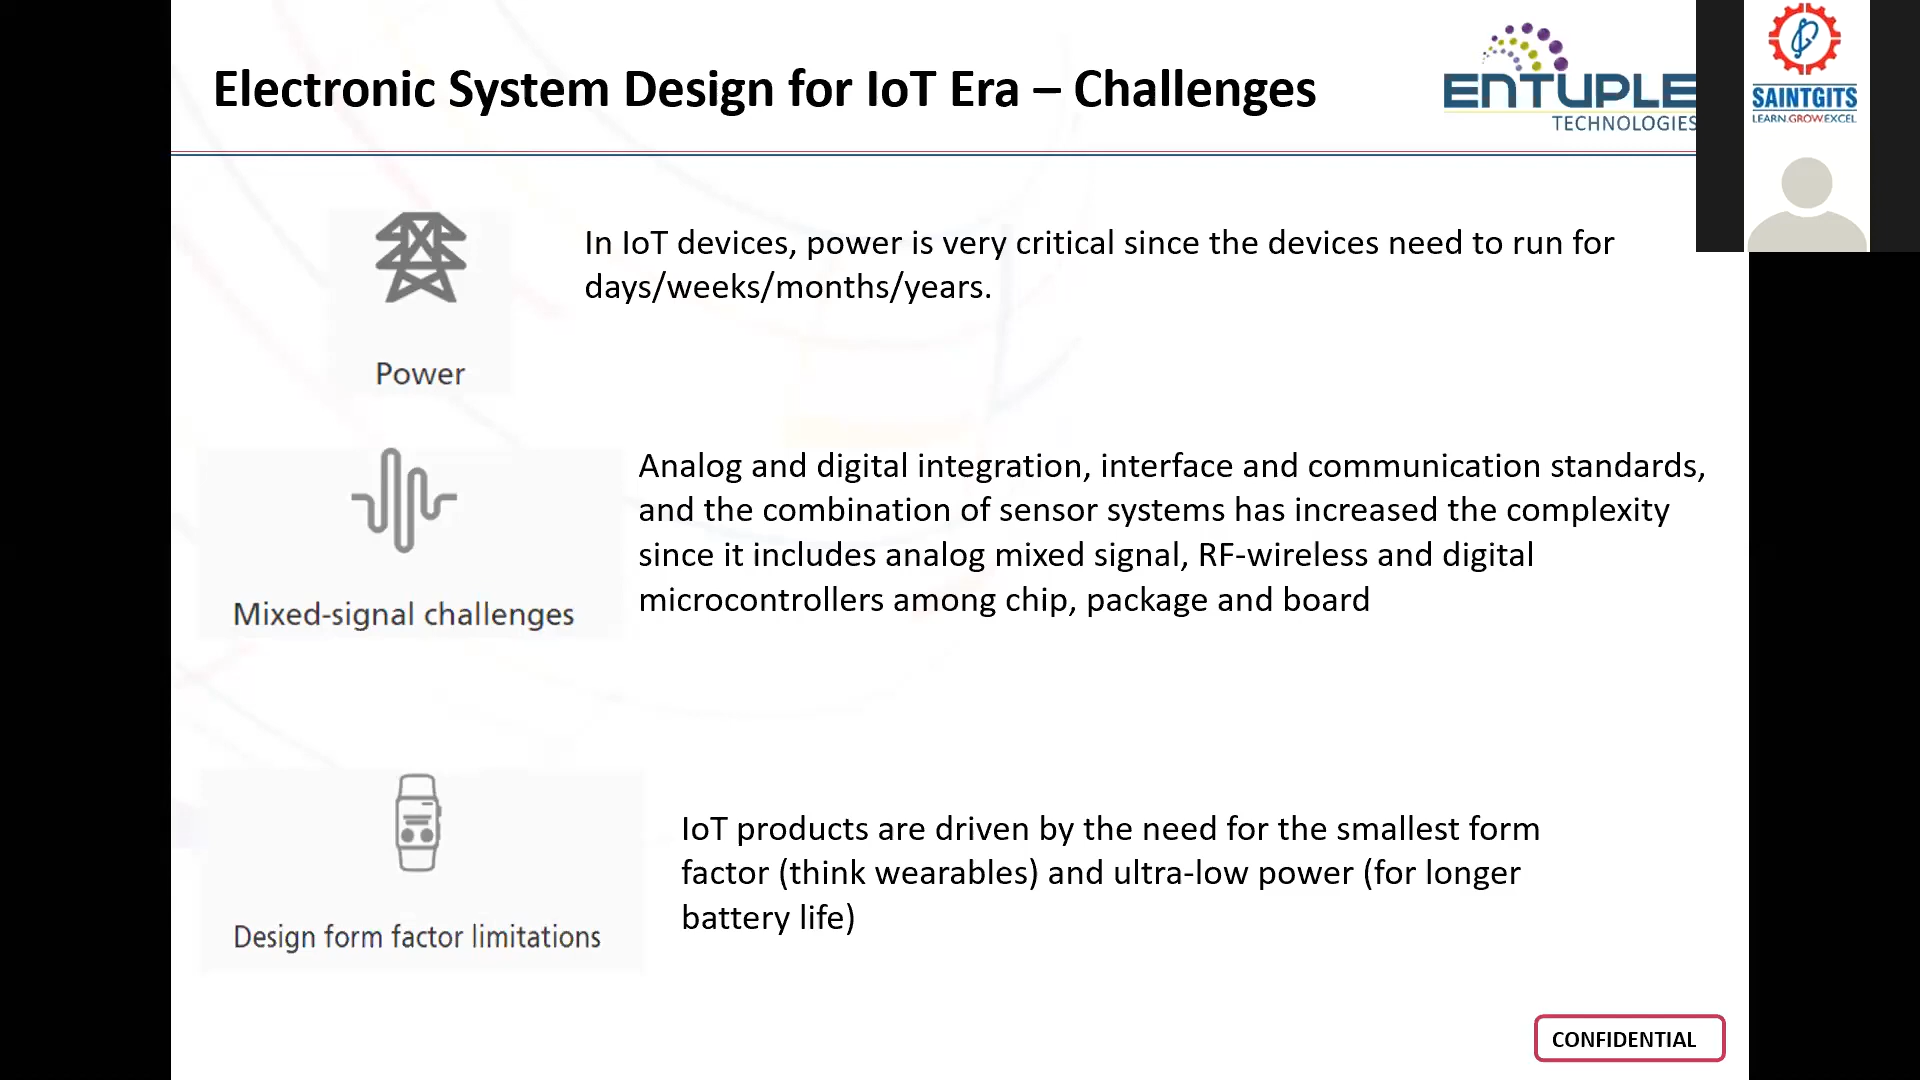 Electronic System Design for IoT Era – Challenges
ENTUPLE
TECHNOLOGIES
SAINTGITS
LEARN.GROW.EXCEL
In IoT devices, power is very critical since the devices need to run for
days/weeks/months/years.
Power
Analog and digital integration, interface and communication standards,
and the combination of sensor systems has increased the complexity
since it includes analog mixed signal, RF-wireless and digital
microcontrollers among chip, package and board
Mixed-signal challenges
IoT products are driven by the need for the smallest form
factor (think wearables) and ultra-low power (for longer
battery life)
Design form factor limitations
CONFIDENTIAL